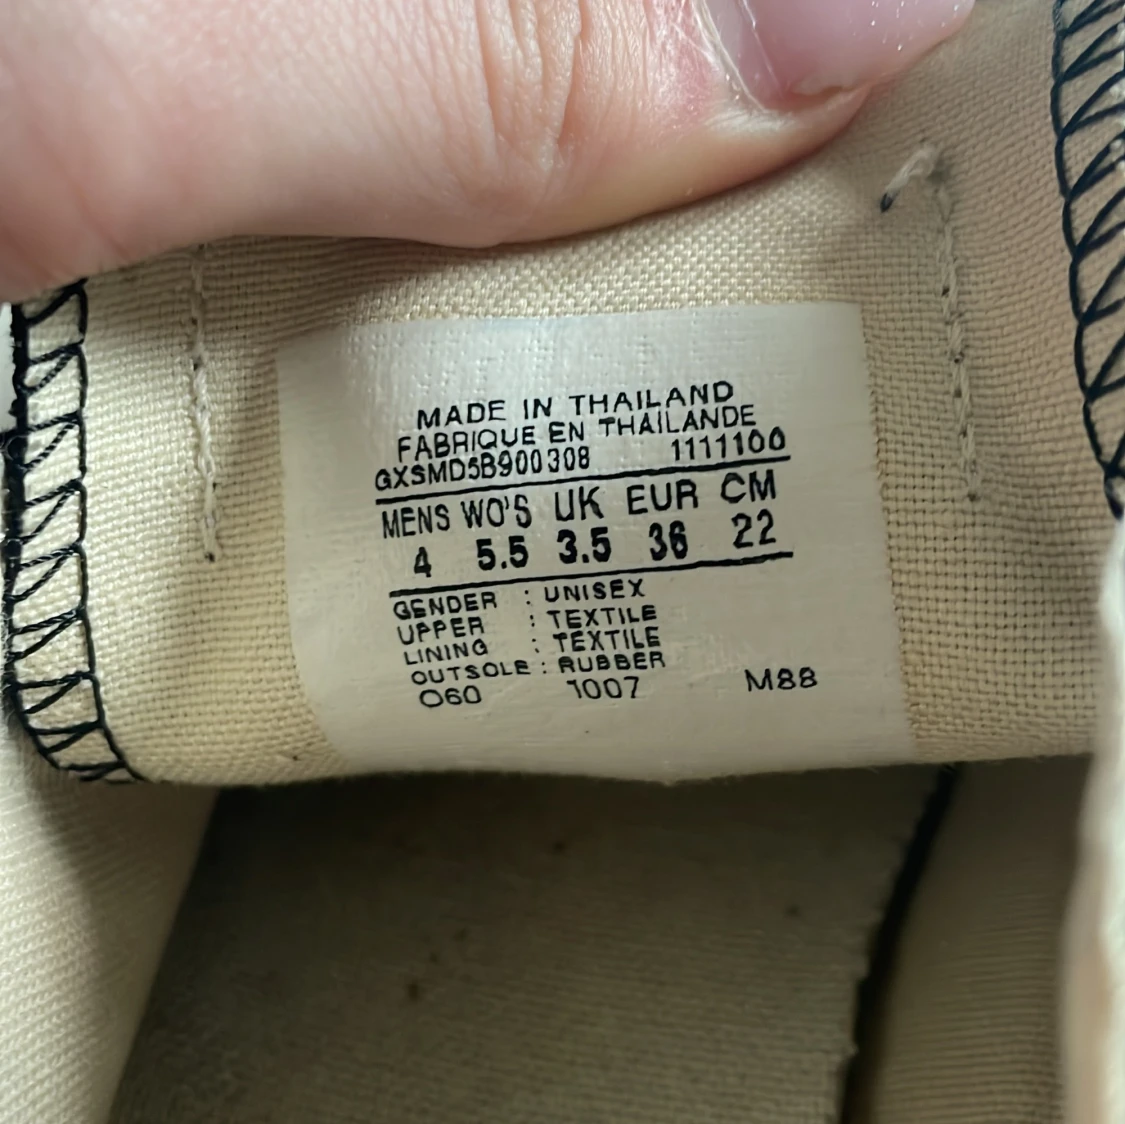 MADE IN THAILAND
FABRIQUE EN THAILANDE
GXSMD5B900308 1111100
MENS WO'S UK EUR CM
4 5.5 3.5 36 22
GENDER : UNISEX
UPPER : TEXTILE
LINING : TEXTILE
OUTSOLE : RUBBER
O60 1007 M88